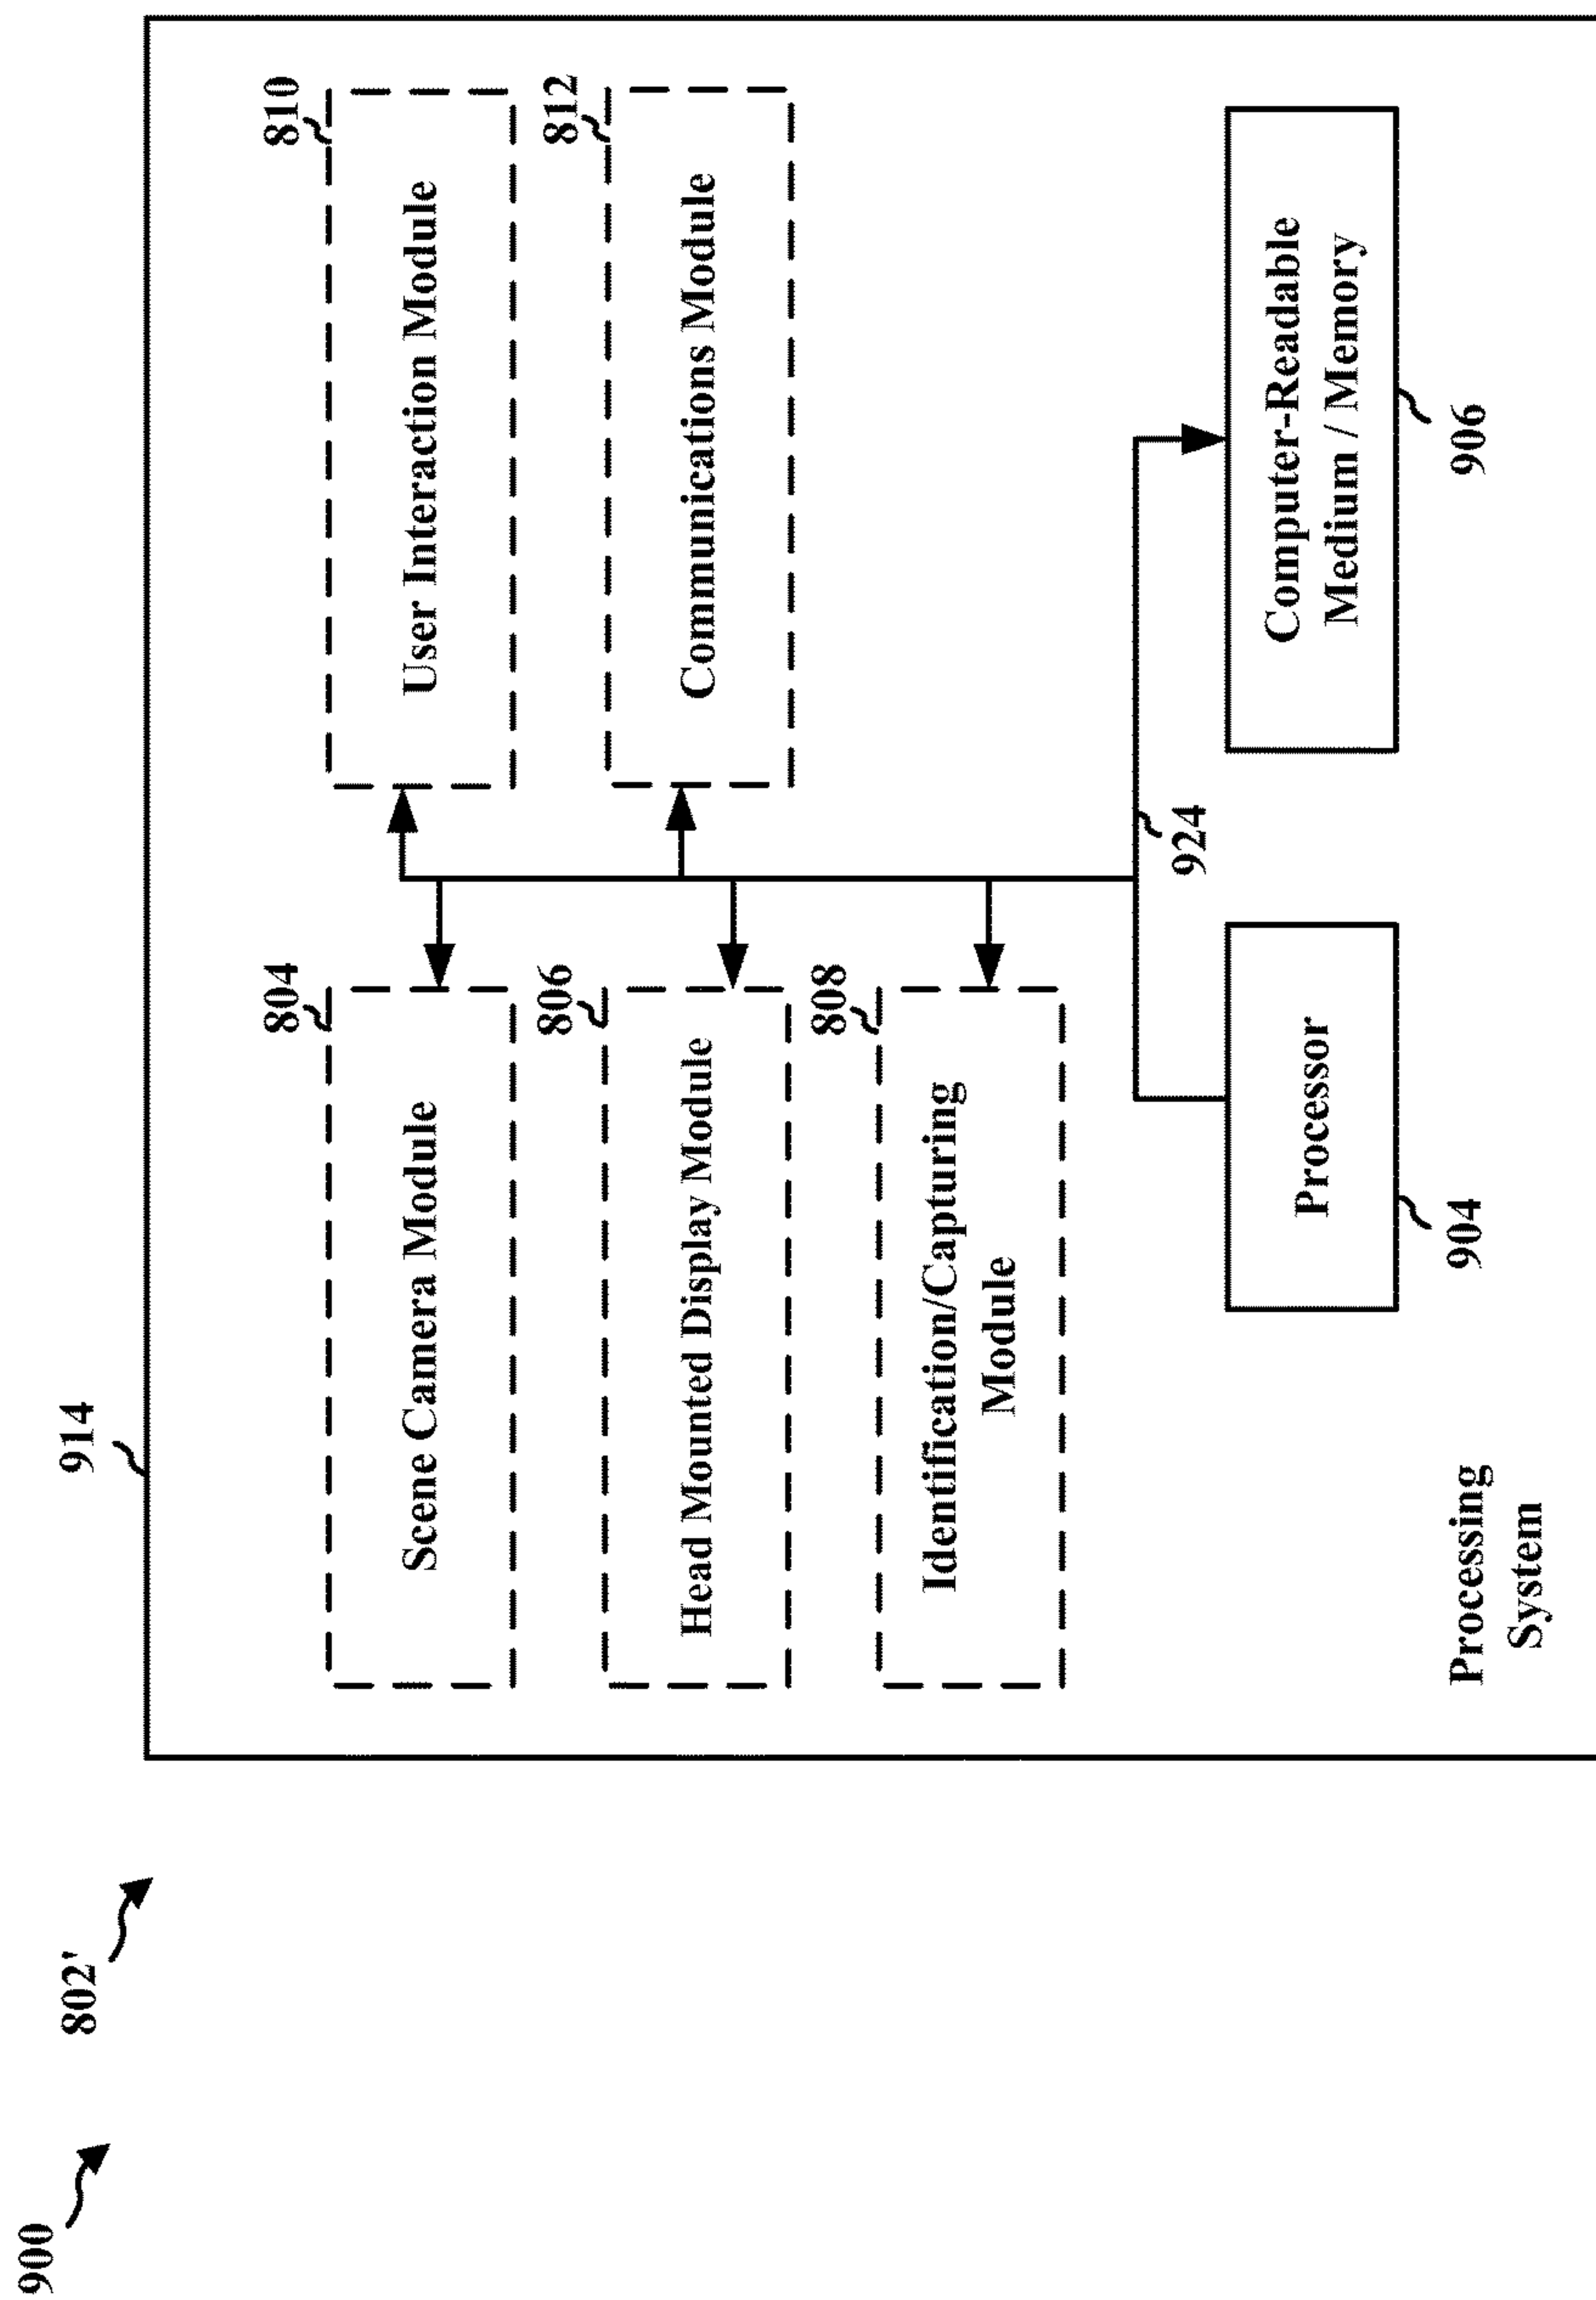 900
802'
914
804
Scene Camera Module
810
User Interaction Module
806
Head Mounted Display Module
812
Communications Module
808
Identification/Capturing
Module
924
Processor
904
Computer-Readable
Medium / Memory
906
Processing
System